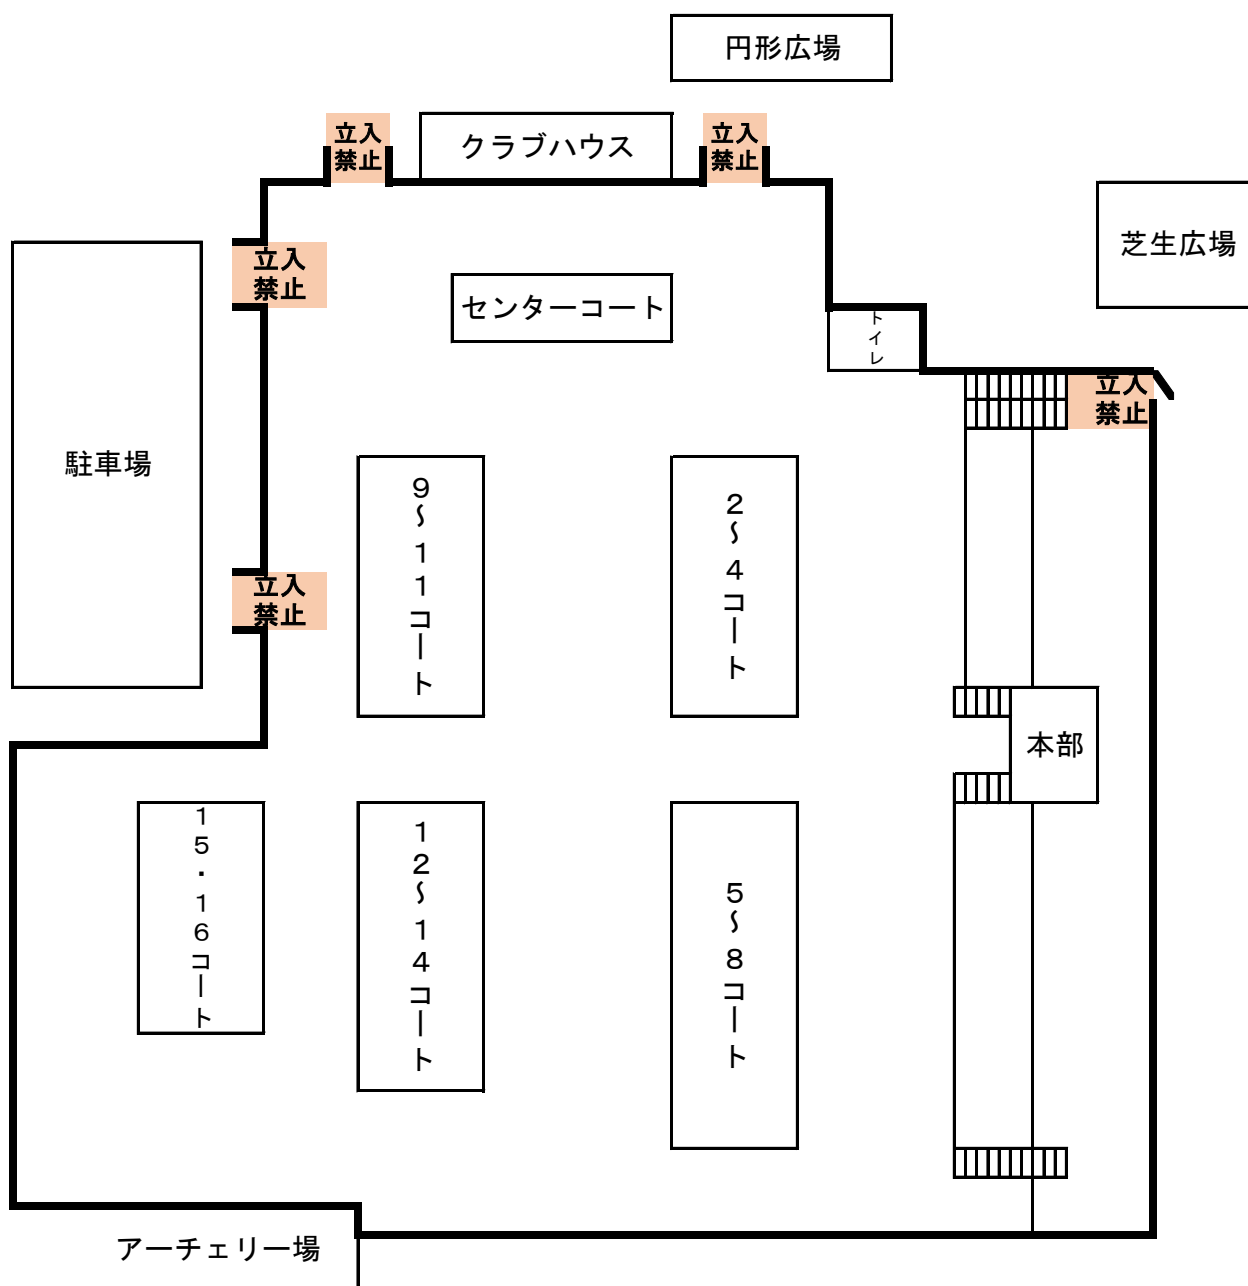 円形広場
立入
禁止
クラブハウス
立入
禁止
芝生広場
立入
禁止
センターコート
トイレ
立入
禁止
駐車場
9～11コート
2～4コート
立入
禁止
本部
15・16コート
12～14コート
5～8コート
アーチェリー場